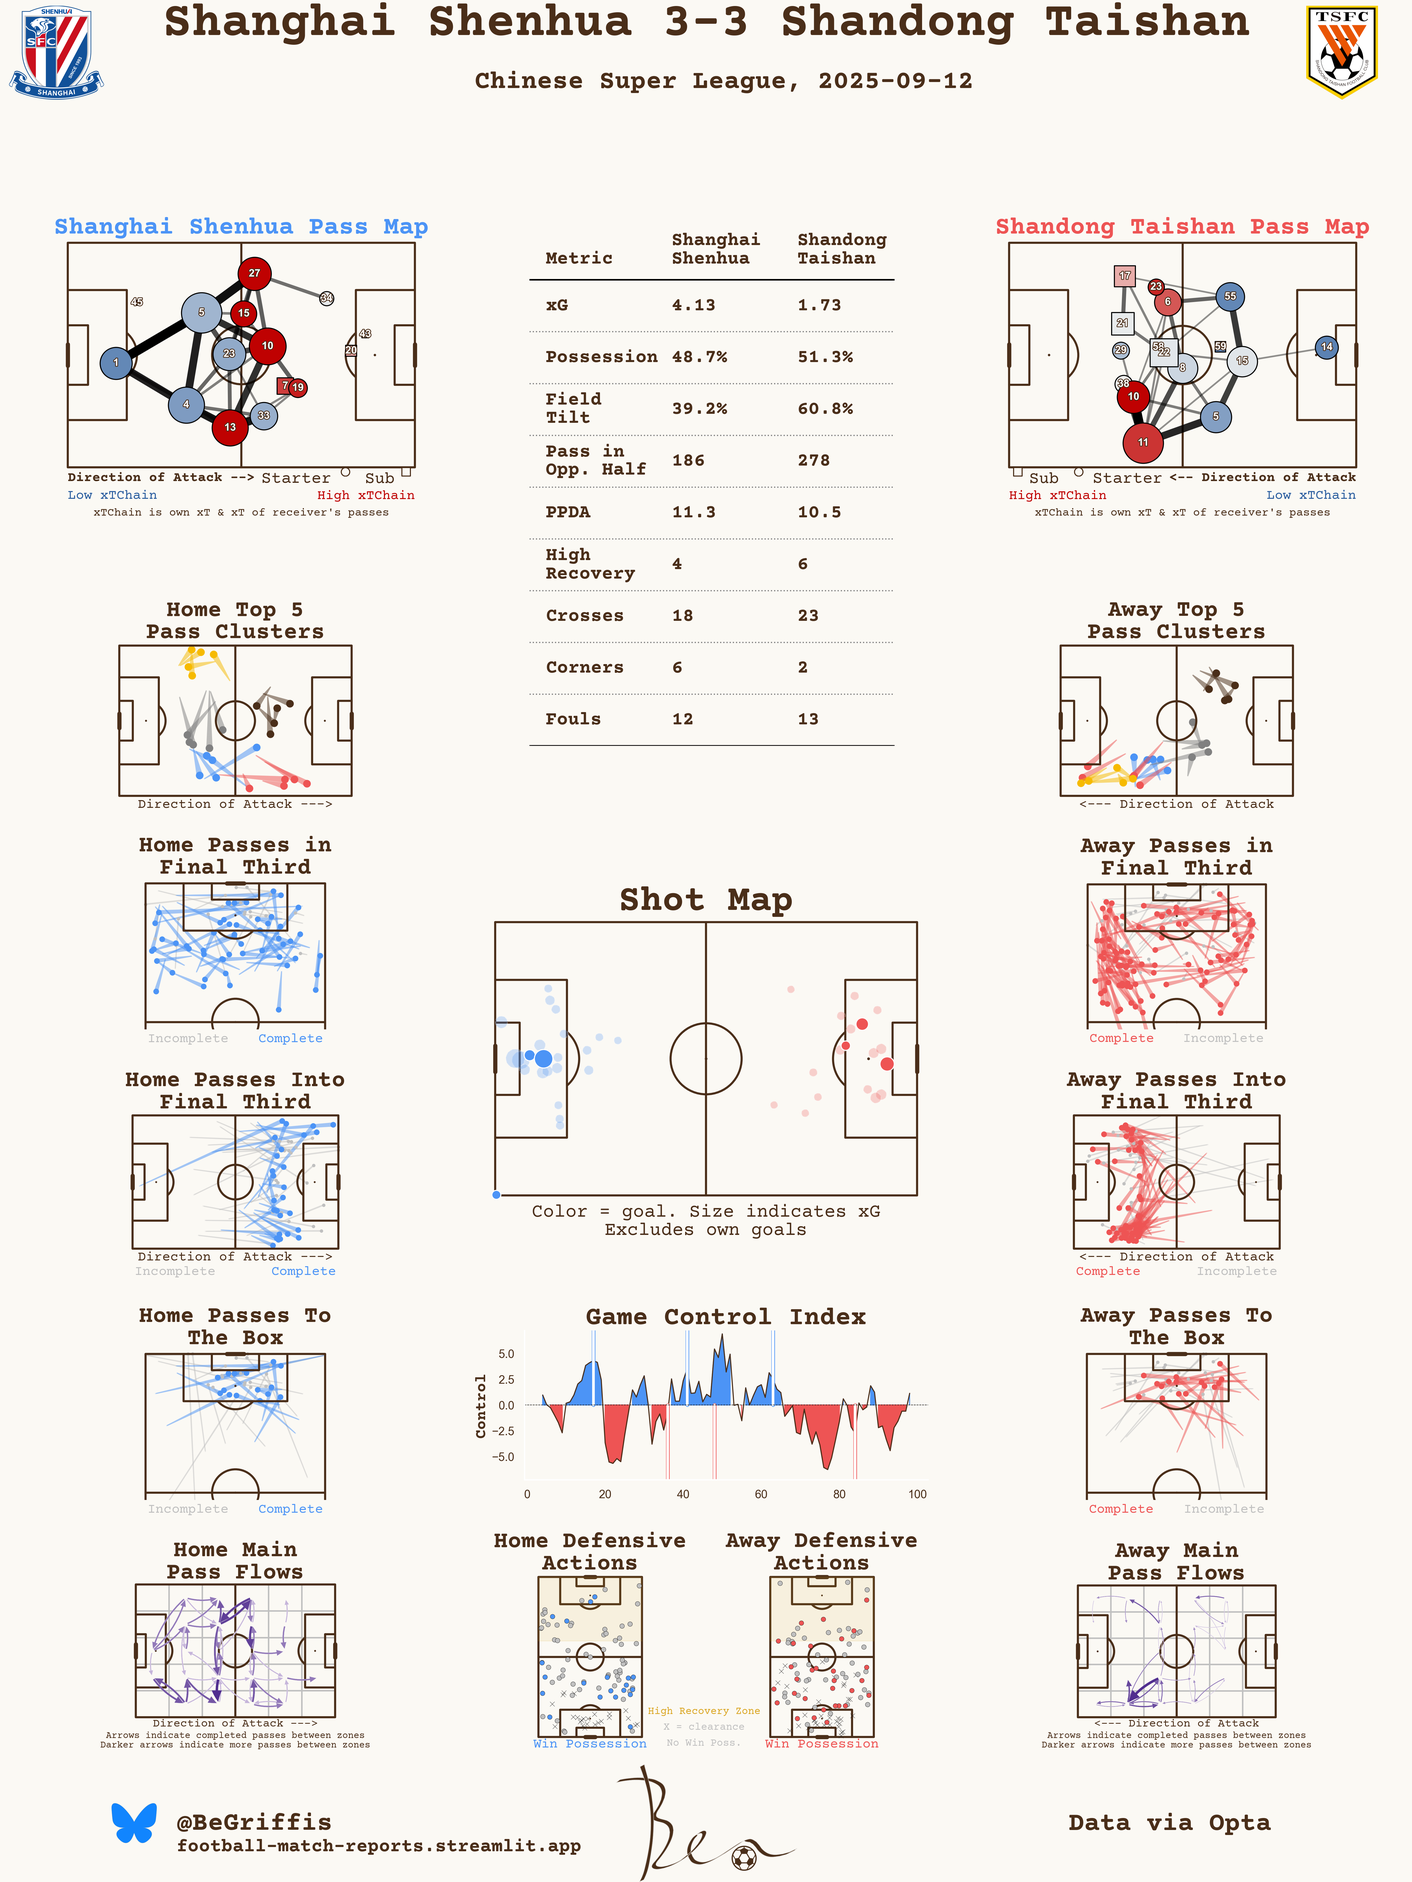 Shanghai Shenhua 3-3 Shandong Taishan
Chinese Super League, 2025-09-12
SHENHUA
SFC
SINCE 1993
SHANGHAI
TSFC
Shanghai Shenhua Pass Map
27
34
45
5
15
43
10
20
23
1
7
19
4
33
13
Direction of Attack --> Starter Sub
Low xTChain High xTChain
xTChain is own xT & xT of receiver's passes
Metric Shanghai Shenhua Shandong Taishan
xG 4.13 1.73
Possession 48.7% 51.3%
Field Tilt 39.2% 60.8%
Pass in Opp. Half 186 278
PPDA 11.3 10.5
High Recovery 4 6
Crosses 18 23
Corners 6 2
Fouls 12 13
Shandong Taishan Pass Map
17
23
6
55
21
29
58
22
59
14
15
8
38
10
5
11
Sub Starter <-- Direction of Attack
High xTChain Low xTChain
xTChain is own xT & xT of receiver's passes
Home Top 5
Pass Clusters
Direction of Attack --->
Away Top 5
Pass Clusters
<--- Direction of Attack
Home Passes in
Final Third
Incomplete Complete
Away Passes in
Final Third
Complete Incomplete
Shot Map
Color = goal. Size indicates xG
Excludes own goals
Home Passes Into
Final Third
Direction of Attack --->
Incomplete Complete
Away Passes Into
Final Third
<--- Direction of Attack
Complete Incomplete
Home Passes To
The Box
Incomplete Complete
Game Control Index
Control
5.0
2.5
0.0
−2.5
−5.0
0 20 40 60 80 100
Away Passes To
The Box
Complete Incomplete
Home Main
Pass Flows
Direction of Attack --->
Arrows indicate completed passes between zones
Darker arrows indicate more passes between zones
Home Defensive
Actions
Win Possession
Away Defensive
Actions
Win Possession
High Recovery Zone
X = clearance
No Win Poss.
Away Main
Pass Flows
<--- Direction of Attack
Arrows indicate completed passes between zones
Darker arrows indicate more passes between zones
@BeGriffis
football-match-reports.streamlit.app
Ben
Data via Opta